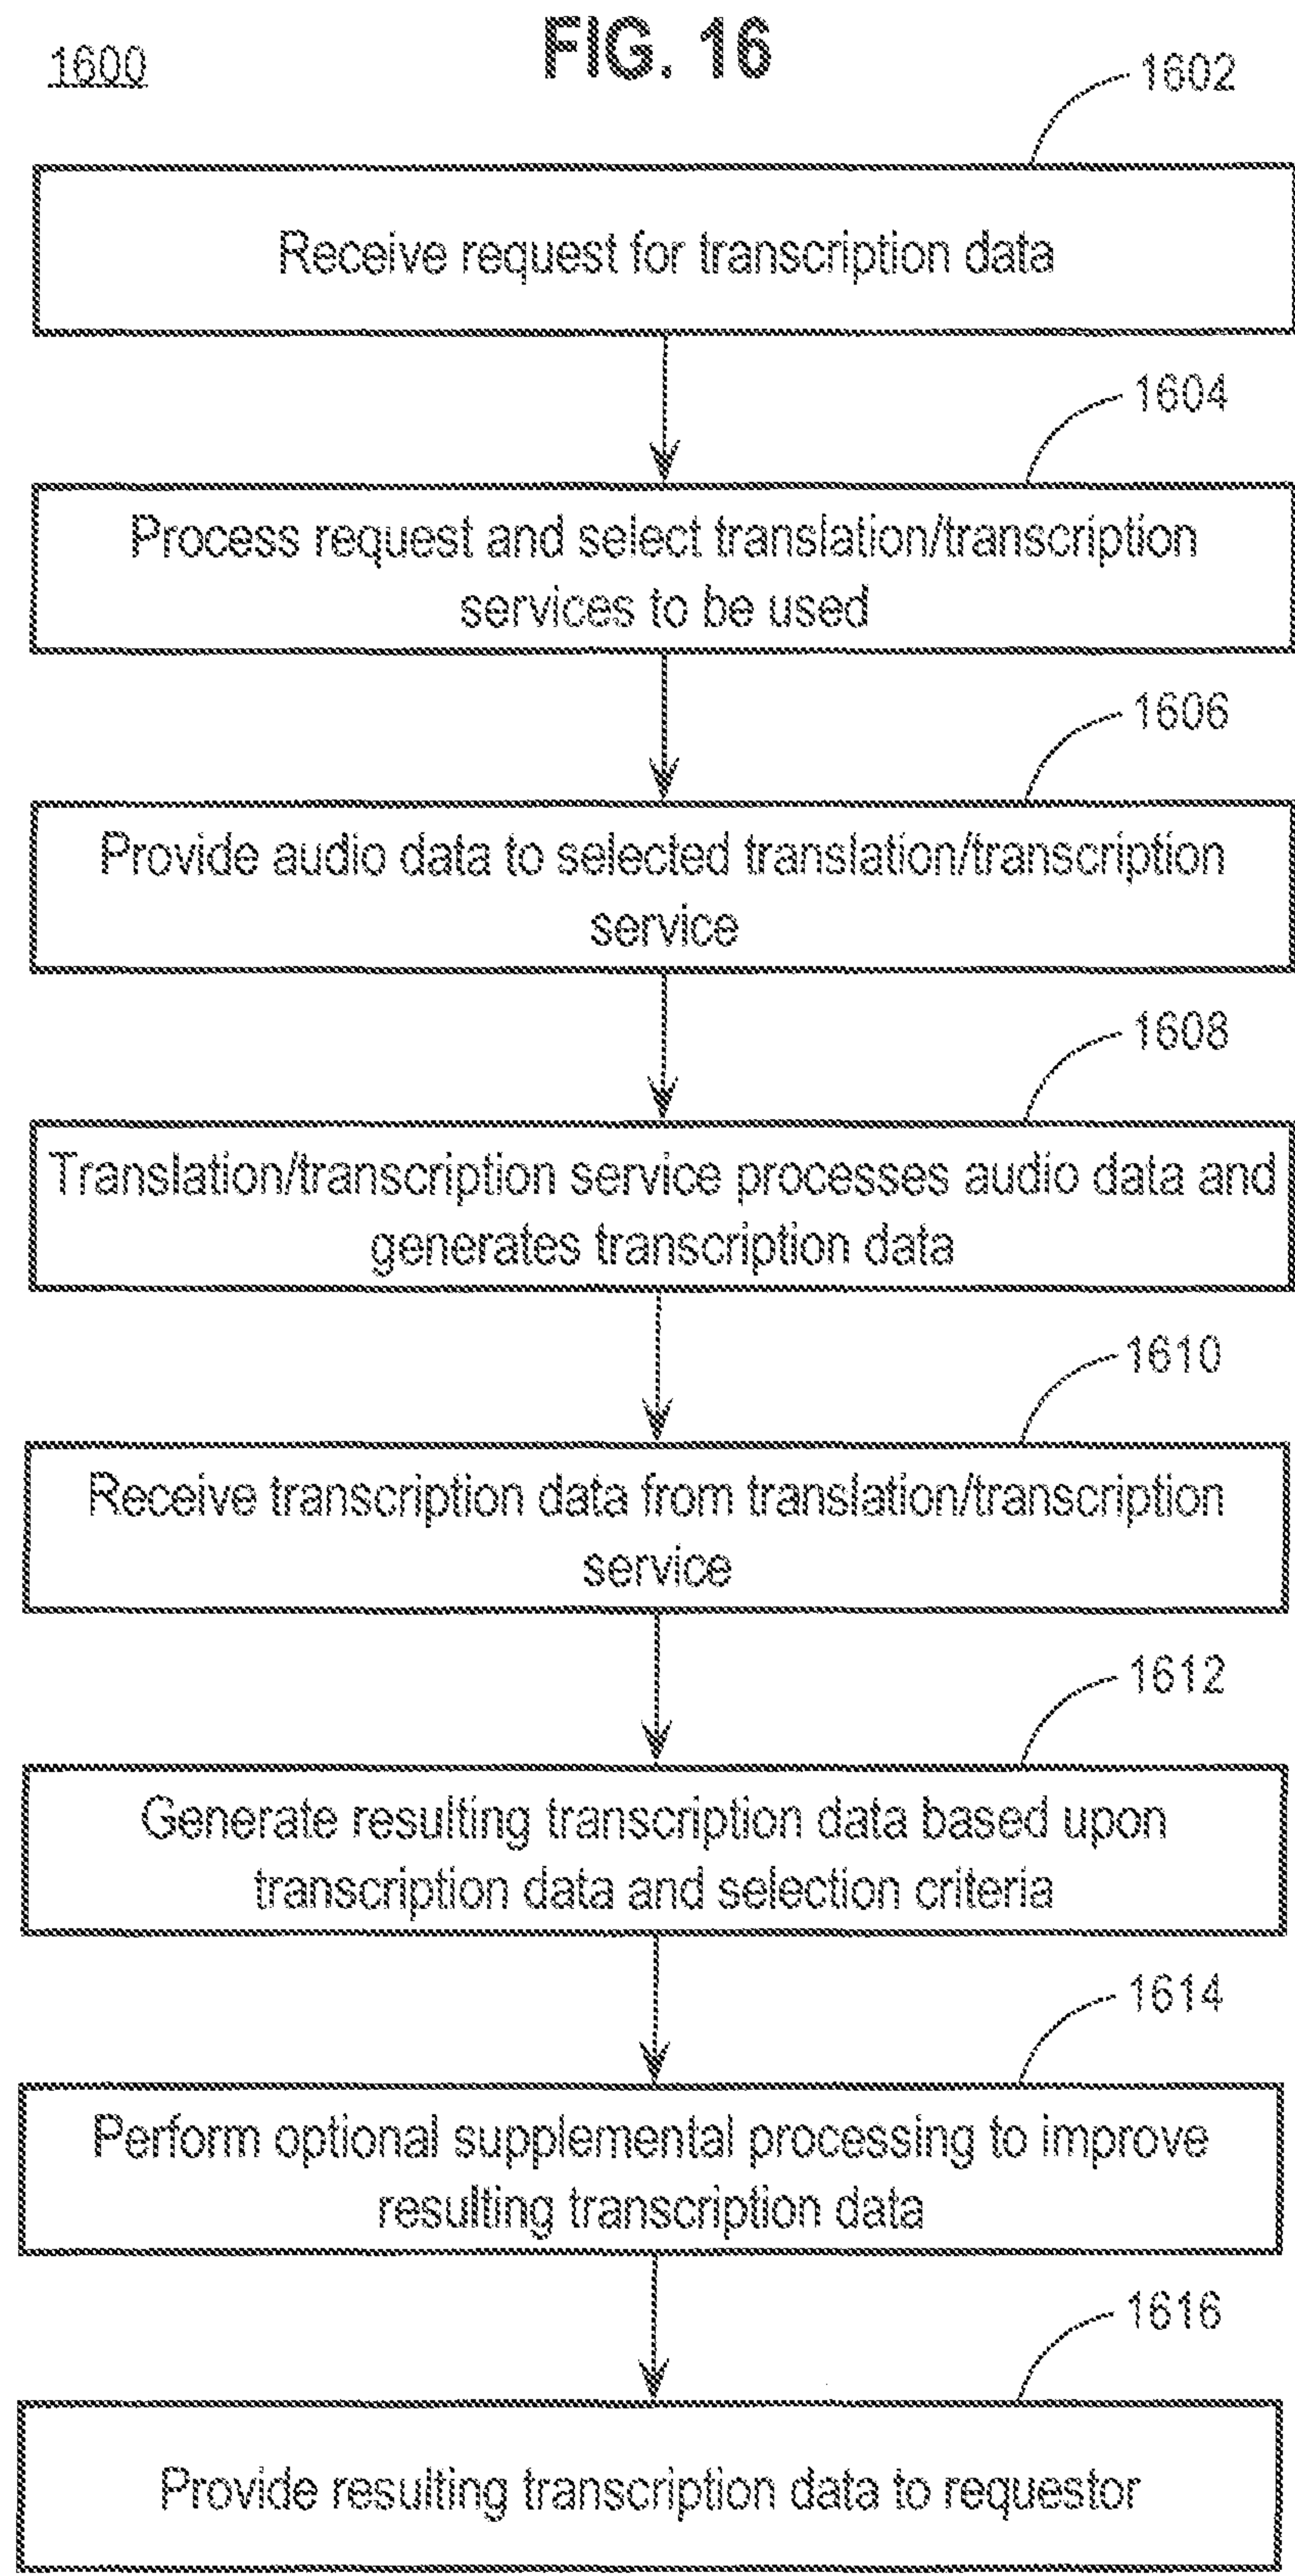 1600
FIG. 16
1602
Receive request for transcription data
1604
Process request and select translation/transcription
services to be used
1606
Provide audio data to selected translation/transcription
service
1608
Translation/transcription service processes audio data and
generates transcription data
1610
Receive transcription data from translation/transcription
service
1612
Generate resulting transcription data based upon
transcription data and selection criteria
1614
Perform optional supplemental processing to improve
resulting transcription data
1616
Provide resulting transcription data to requestor